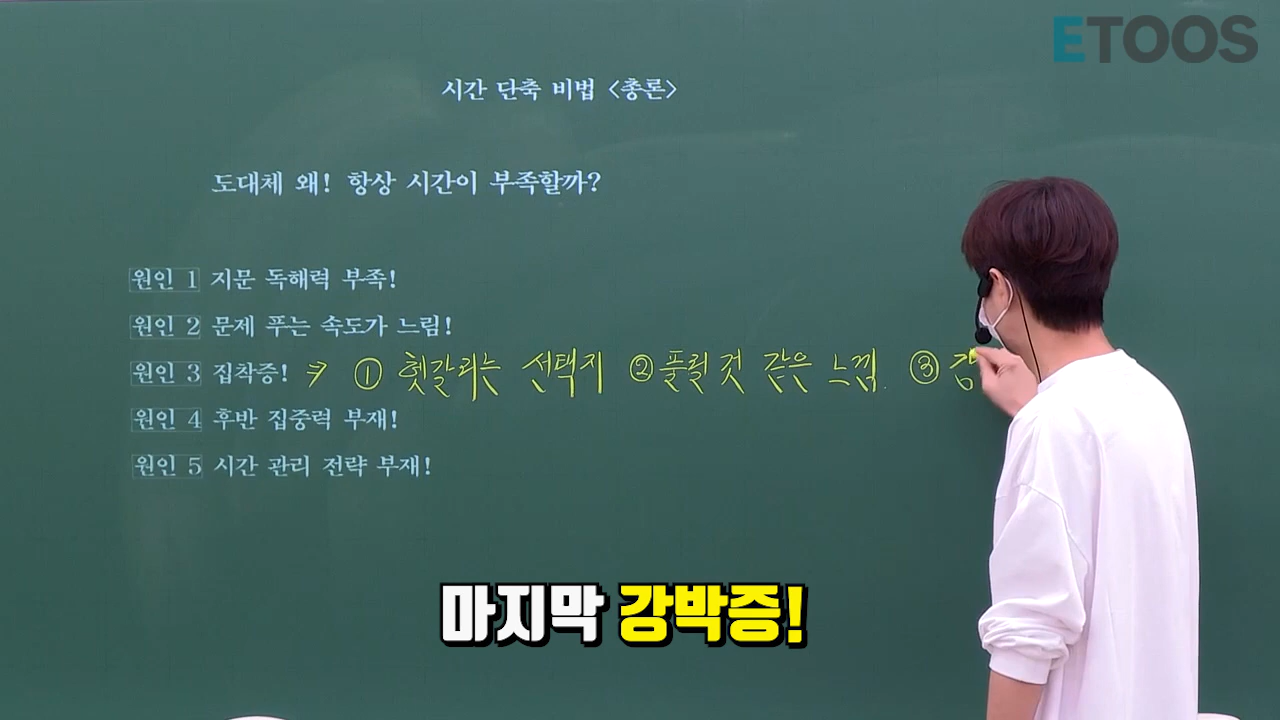 ETOOS
시간 단축 비법 <총론>
도대체 왜! 항상 시간이 부족할까?
원인 1 지문 독해력 부족!
원인 2 문제 푸는 속도가 느림!
원인 3 집착증! → ① 헷갈리는 선택지 ② 풀릴것 같은 느낌. ③ 강
원인 4 후반 집중력 부재!
원인 5 시간 관리 전략 부재!
마지막 강박증!